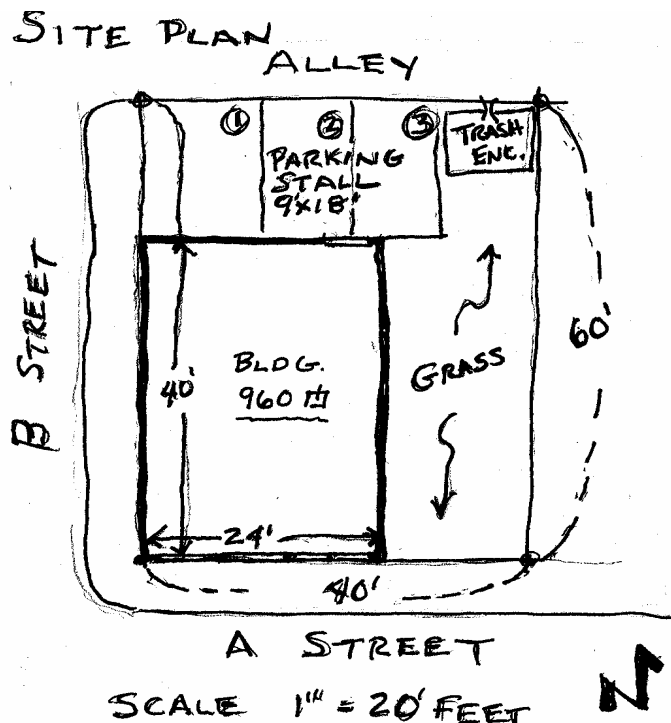 SITE PLAN
ALLEY
① ② ③
TRASH
ENC.
PARKING
STALL
9'X18'
B STREET
40'
BLDG.
960
GRASS
60'
24'
40'
A STREET
SCALE 1" = 20' FEET
N